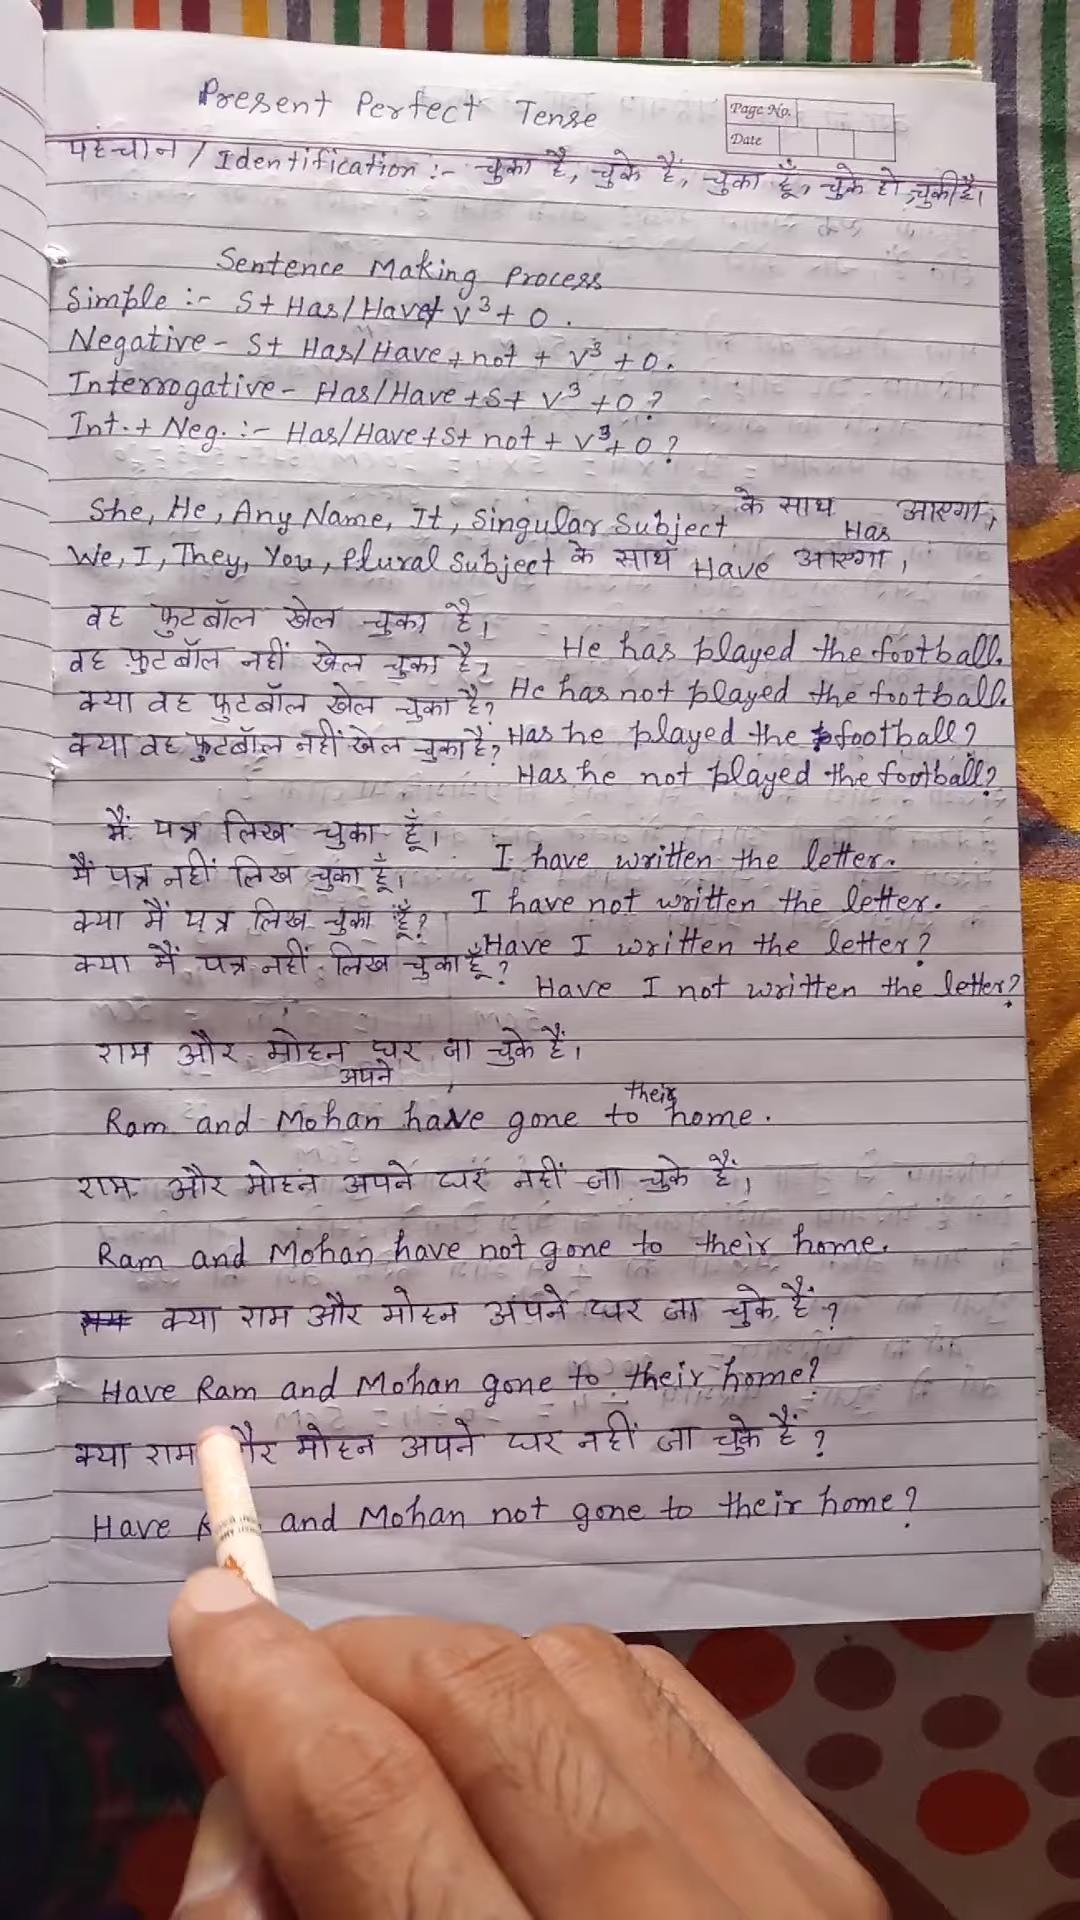 Present Perfect Tense
Page No.
Date
पहचान / Identification :- चुका है, चुके हैं, चुका हूँ, चुके हो, चुकी है।
Sentence Making Process
Simple :- S+ Has/Have+ V³ + O.
Negative - S+ Has/Have + not + V³ + O.
Interrogative - Has/Have + S + V³ + O?
Int. + Neg. :- Has/Have + S + not + V³ + O?
She, He, Any Name, It, Singular Subject के साथ Has आएगा।
We, I, They, You, Plural Subject के साथ Have आएगा।
वह फुटबॉल खेल चुका है।
He has played the football.
वह फुटबॉल नहीं खेल चुका है।
He has not played the football.
क्या वह फुटबॉल खेल चुका है?
Has he played the football?
क्या वह फुटबॉल नहीं खेल चुका है?
Has he not played the football?
मैं पत्र लिख चुका हूँ।
I have written the letter.
मैं पत्र नहीं लिख चुका हूँ।
I have not written the letter.
क्या मैं पत्र लिख चुका हूँ?
Have I written the letter?
क्या मैं पत्र नहीं लिख चुका हूँ?
Have I not written the letter?
राम और मोहन अपने घर जा चुके हैं।
Ram and Mohan have gone to their home.
राम और मोहन अपने घर नहीं जा चुके हैं।
Ram and Mohan have not gone to their home.
क्या राम और मोहन अपने घर जा चुके हैं?
Have Ram and Mohan gone to their home?
क्या राम और मोहन अपने घर नहीं जा चुके हैं?
Have and Mohan not gone to their home?